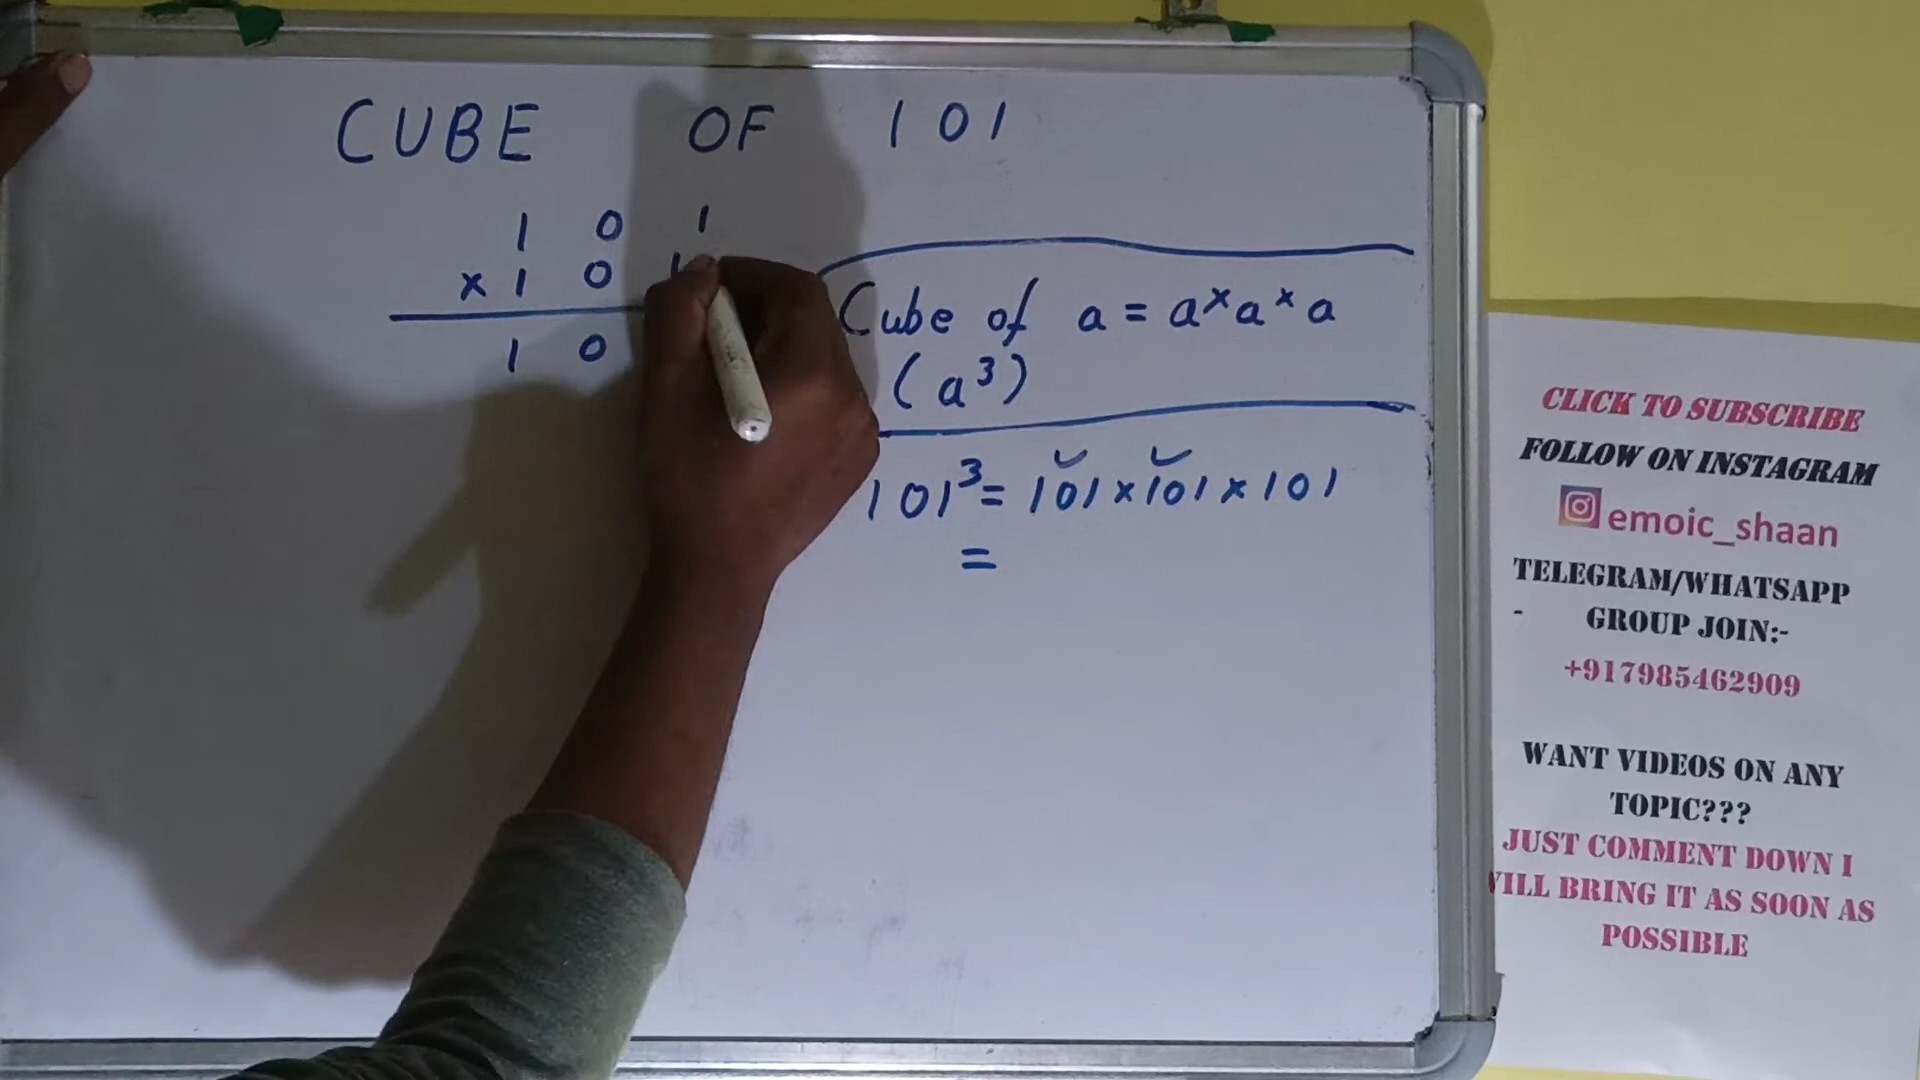 CUBE OF 101
1 0 1
x 1 0 1
1 0
Cube of a = a x a x a
(a³)
101³ = 101 x 101 x 101
=
CLICK TO SUBSCRIBE
FOLLOW ON INSTAGRAM
emoic_shaan
TELEGRAM/WHATSAPP
- GROUP JOIN:-
+917985462909
WANT VIDEOS ON ANY
TOPIC???
JUST COMMENT DOWN I
WILL BRING IT AS SOON AS
POSSIBLE